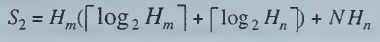 S₂ = Hₘ(⌈log₂ Hₘ⌉ + ⌈log₂ Hₙ⌉) + NHₙ